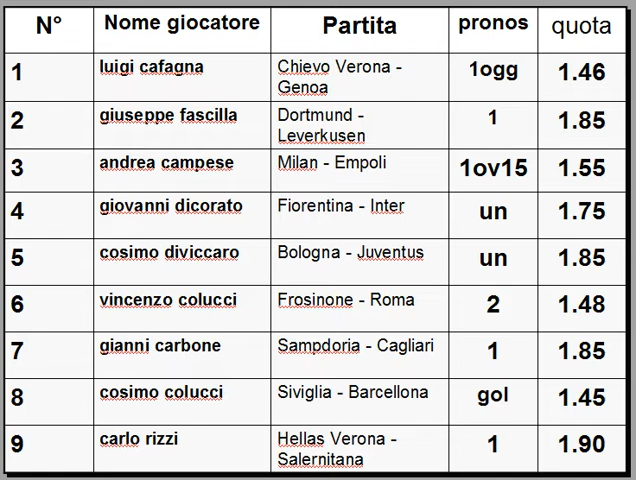 N° Nome giocatore Partita pronos quota
1 luigi cafagna Chievo Verona - 1ogg 1.46
Genoa
2 giuseppe fascilla Dortmund - 1 1.85
Leverkusen
3 andrea campese Milan - Empoli 1ov15 1.55
4 giovanni dicorato Fiorentina - Inter un 1.75
5 cosimo diviccaro Bologna - Juventus un 1.85
6 vincenzo colucci Frosinone - Roma 2 1.48
7 gianni carbone Sampdoria - Cagliari 1 1.85
8 cosimo colucci Siviglia - Barcellona gol 1.45
9 carlo rizzi Hellas Verona - 1 1.90
Salernitana